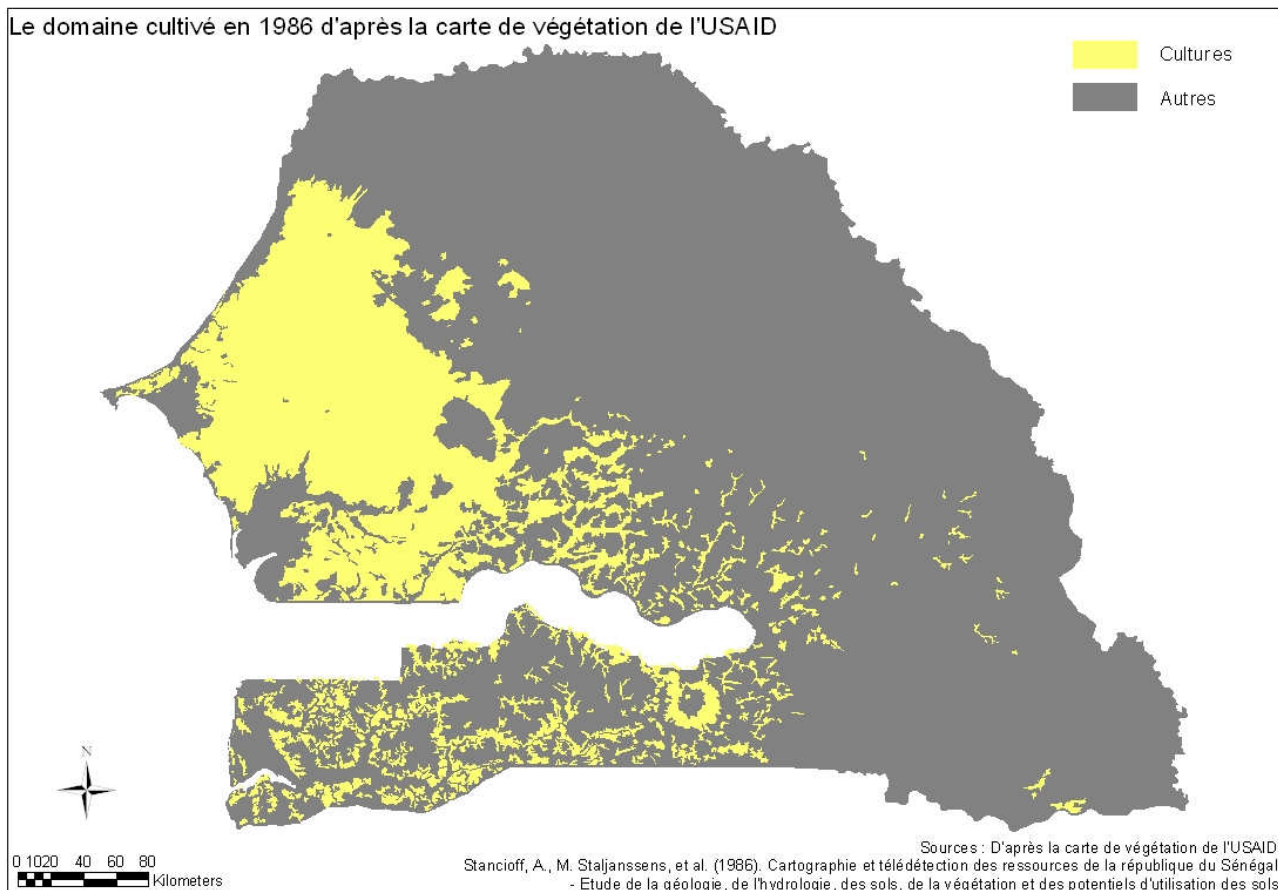 Le domaine cultivé en 1986 d'après la carte de végétation de l'USAID
Cultures
Autres
N
0 1020 40 60 80
Kilometers
Sources : D'après la carte de végétation de l'USAID
Stancioff, A., M. Staljanssens, et al. (1986). Cartographie et télédétection des ressources de la république du Sénégal
- Etude de la géologie, de l'hydrologie, des sols, de la végétation et des potentiels d'utilisation des sols